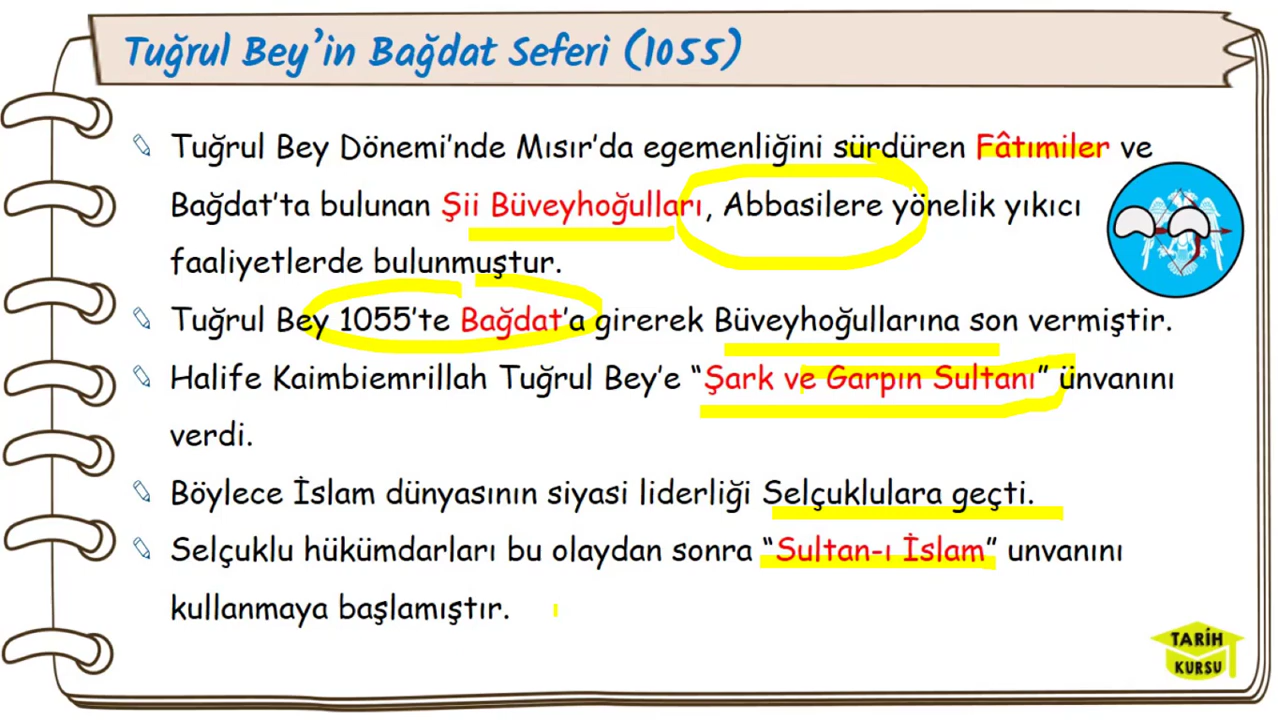 Tuğrul Bey'in Bağdat Seferi (1055)
Tuğrul Bey Dönemi'nde Mısır'da egemenliğini sürdüren Fâtımiler ve
Bağdat'ta bulunan Şii Büveyhoğulları, Abbasilere yönelik yıkıcı
faaliyetlerde bulunmuştur.
Tuğrul Bey 1055'te Bağdat'a girerek Büveyhoğullarına son vermiştir.
Halife Kaimbiemrillah Tuğrul Bey'e “Şark ve Garpın Sultanı” ünvanını
verdi.
Böylece İslam dünyasının siyasi liderliği Selçuklulara geçti.
Selçuklu hükümdarları bu olaydan sonra “Sultan-ı İslam” unvanını
kullanmaya başlamıştır.
TARİH
KURSU